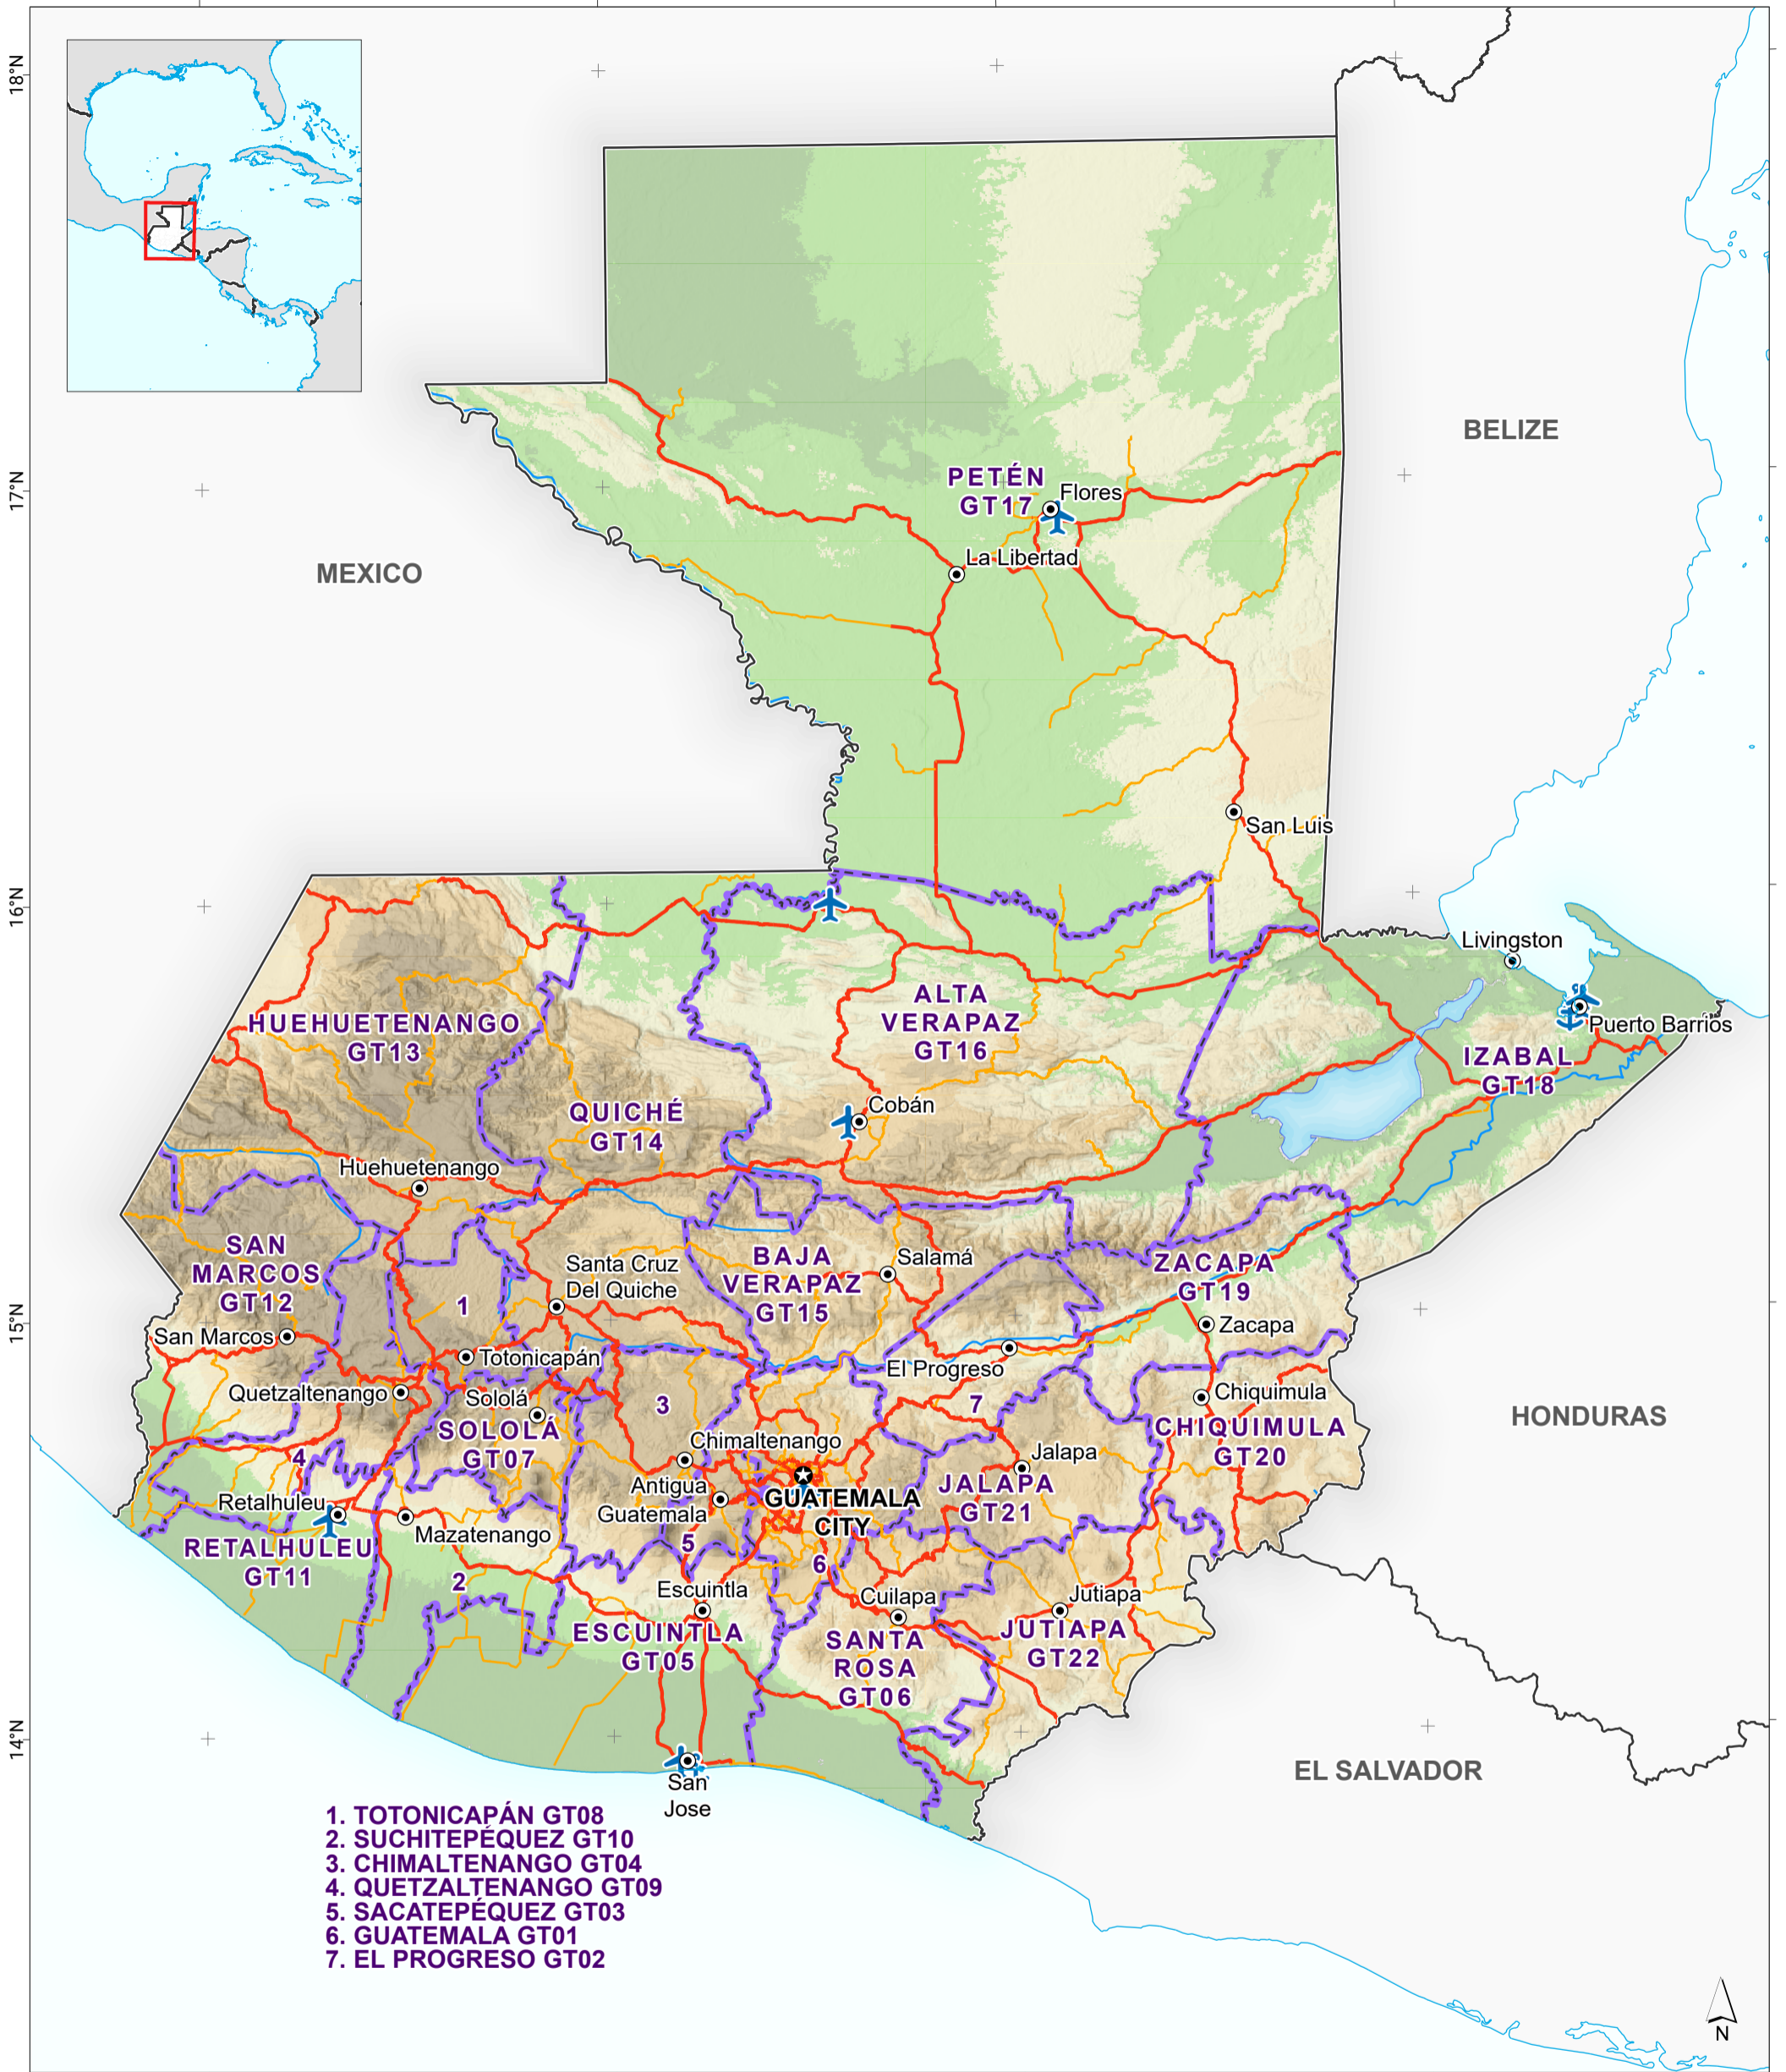 18°N
17°N
16°N
15°N
14°N
BELIZE
MEXICO
HONDURAS
EL SALVADOR
PETÉN
GT17
Flores
La Libertad
San Luis
Livingston
Puerto Barrios
IZABAL
GT18
ALTA
VERAPAZ
GT16
Cobán
HUEHUETENANGO
GT13
QUICHÉ
GT14
Huehuetenango
SAN
MARCOS
GT12
San Marcos
1
Santa Cruz
Del Quiche
BAJA
VERAPAZ
GT15
Salamá
ZACAPA
GT19
Zacapa
Totonicapán
Quetzaltenango
Sololá
SOLOLÁ
GT07
3
El Progreso
7
Chiquimula
CHIQUIMULA
GT20
4
Chimaltenango
Antigua
Guatemala
GUATEMALA
CITY
Jalapa
JALAPA
GT21
Retalhuleu
Mazatenango
RETALHULEU
GT11
5
6
2
Escuintla
ESCUINTLA
GT05
Cuilapa
SANTA
ROSA
GT06
Jutiapa
JUTIAPA
GT22
San
Jose
1. TOTONICAPÁN GT08
2. SUCHITEPÉQUEZ GT10
3. CHIMALTENANGO GT04
4. QUETZALTENANGO GT09
5. SACATEPÉQUEZ GT03
6. GUATEMALA GT01
7. EL PROGRESO GT02
N